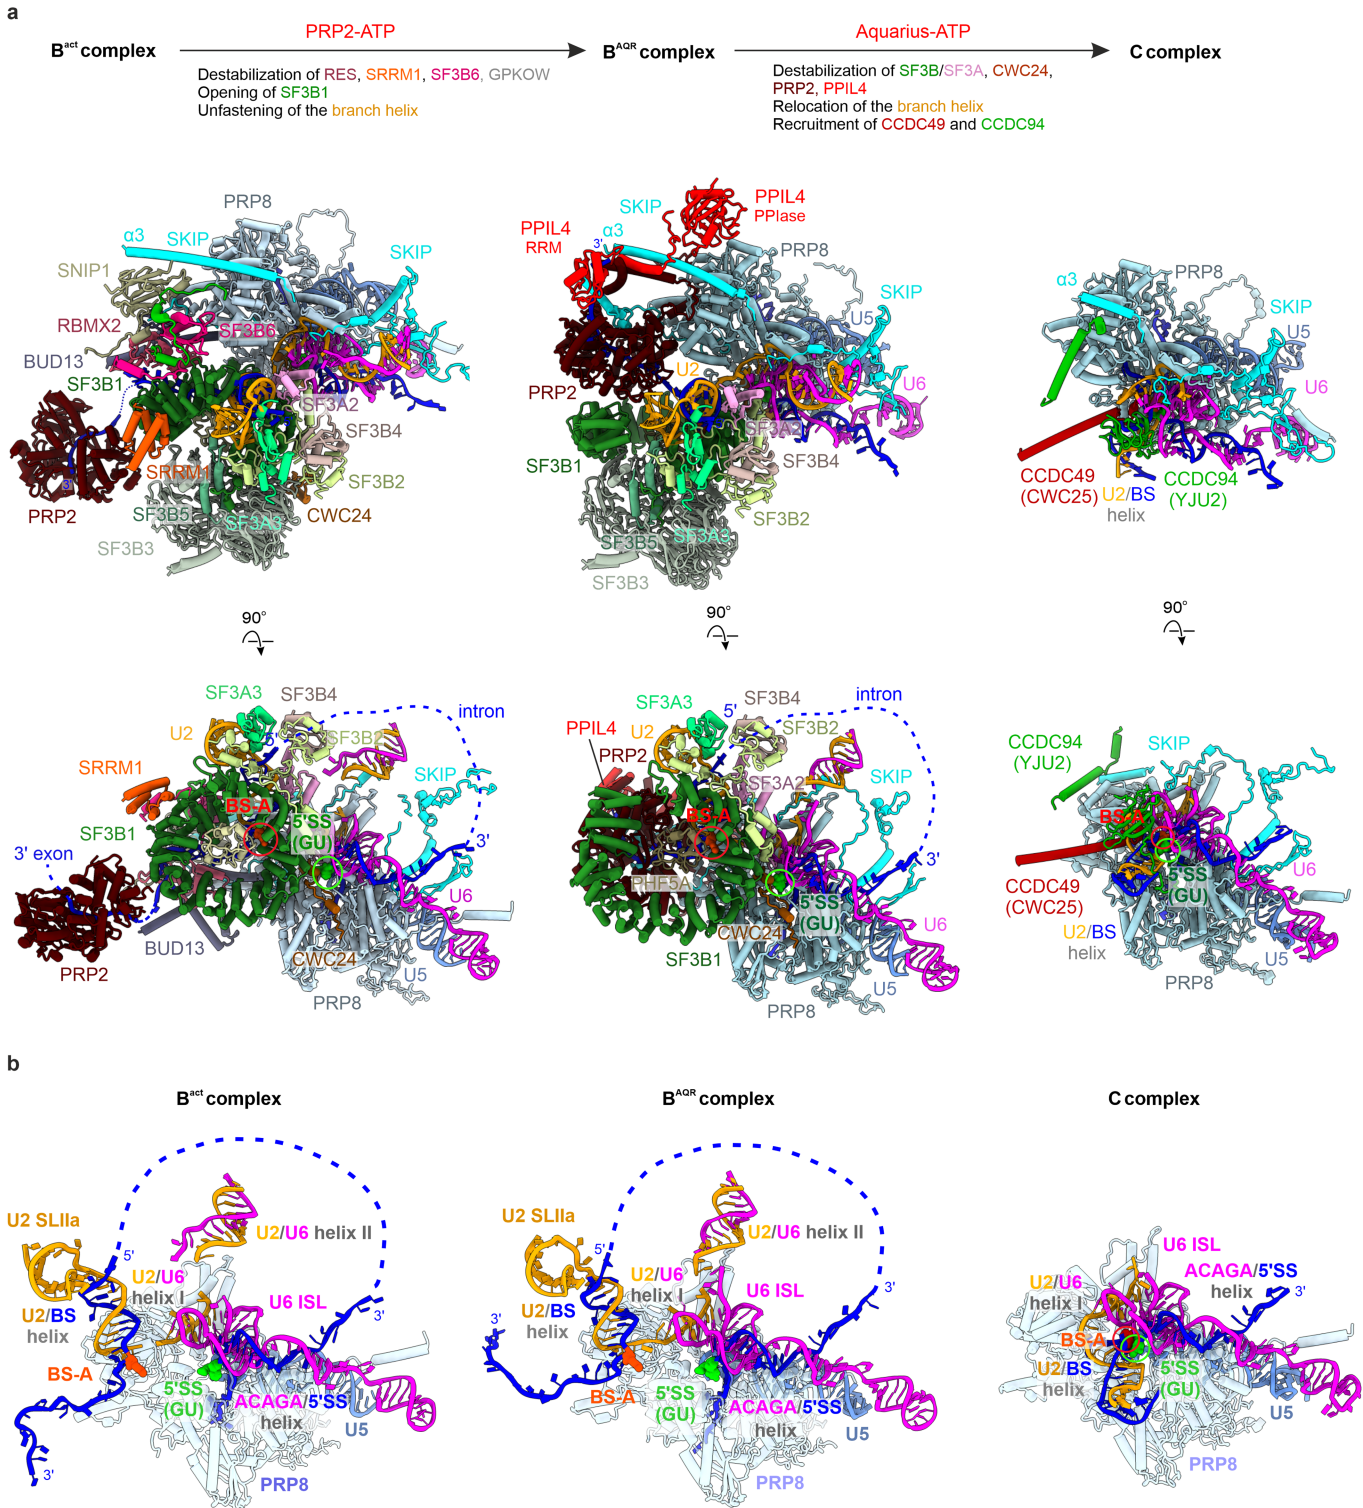 a
B^act complex
PRP2-ATP
B^AQR complex
Aquarius-ATP
C complex
Destabilization of RES, SRRM1, SF3B6, GPKOW
Opening of SF3B1
Unfastening of the branch helix
Destabilization of SF3B/SF3A, CWC24,
PRP2, PPIL4
Relocation of the branch helix
Recruitment of CCDC49 and CCDC94
PRP8
α3
SKIP
SKIP
SNIP1
RBMX2
SF3B6
BUD13
SF3B1
SF3A2
SF3B4
SRRM1
SF3B2
3'
PRP2
SF3B5
SF3A3
CWC24
SF3B3
PPIL4
PPIase
SKIP
PPIL4
RRM
3'
α3
PRP8
SKIP
U5
U2
PRP2
U6
SF3A2
SF3B1
SF3B4
SF3B2
SF3B5
SF3A3
SF3B3
PRP8
α3
SKIP
U5
U6
CCDC49
(CWC25)
U2/BS
helix
CCDC94
(YJU2)
90°
90°
90°
SF3A3
SF3B4
U2
5'
SF3B2
intron
SRRM1
SKIP
BS-A
5'SS
(GU)
SF3B1
3' exon
3'
U6
BUD13
CWC24
PRP2
U5
PRP8
SF3A3
SF3B4
5'
intron
PPIL4
U2
SF3B2
PRP2
SF3A2
SKIP
BS-A
3'
PHF5A
5'SS
(GU)
CWC24
U6
SF3B1
U5
PRP8
CCDC94
(YJU2)
SKIP
BS-A
CCDC49
(CWC25)
5'SS
(GU)
U6
U2/BS
helix
U5
PRP8
b
B^act complex
B^AQR complex
C complex
U2 SLIIa
5'
U2/U6 helix II
U2/U6
helix I
U6 ISL
U2/BS
helix
3'
BS-A
5'SS
(GU)
ACAGA/5'SS
helix
U5
3'
PRP8
U2 SLIIa
5'
U2/U6 helix II
U2/U6
helix I
U6 ISL
3'
U2/BS
helix
3'
BS-A
5'SS
(GU)
ACAGA/5'SS
helix
U5
PRP8
U6 ISL
ACAGA/5'SS
helix
U2/U6
helix I
3'
BS-A
U2/BS
helix
5'SS
(GU)
U5
PRP8